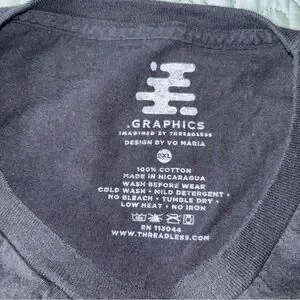 .GRAPHICS
IMAGINED BY THREADLESS
DESIGN BY VO MARIA
2XL
100% COTTON
MADE IN NICARAGUA
WASH BEFORE WEAR
COLD WASH • MILD DETERGENT •
NO BLEACH • TUMBLE DRY •
LOW HEAT • NO IRON
RN 113044
WWW.THREADLESS.COM